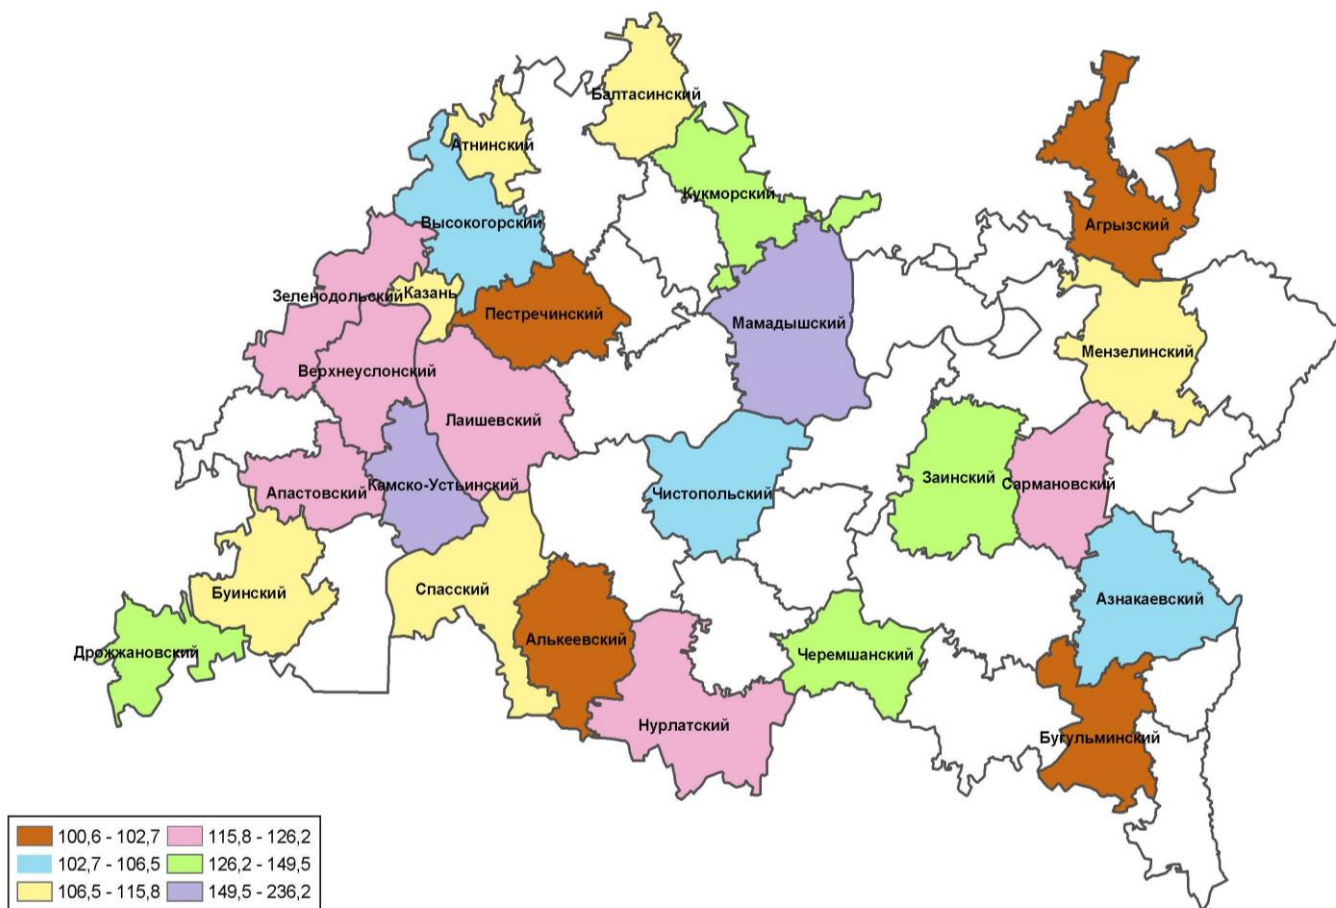 Балтасинский
Атнинский
Кукморский
Высокогорский
Агрызский
Зеленодольский
Казань
Пестречинский
Мамадышский
Мензелинский
Верхнеуслонский
Лаишевский
Заинский
Сармановский
Камско-Устьинский
Апастовский
Чистопольский
Буинский
Спасский
Азнакаевский
Алькеевский
Дрожжановский
Черемшанский
Нурлатский
Бугульминский
100,6 - 102,7
115,8 - 126,2
102,7 - 106,5
126,2 - 149,5
106,5 - 115,8
149,5 - 236,2